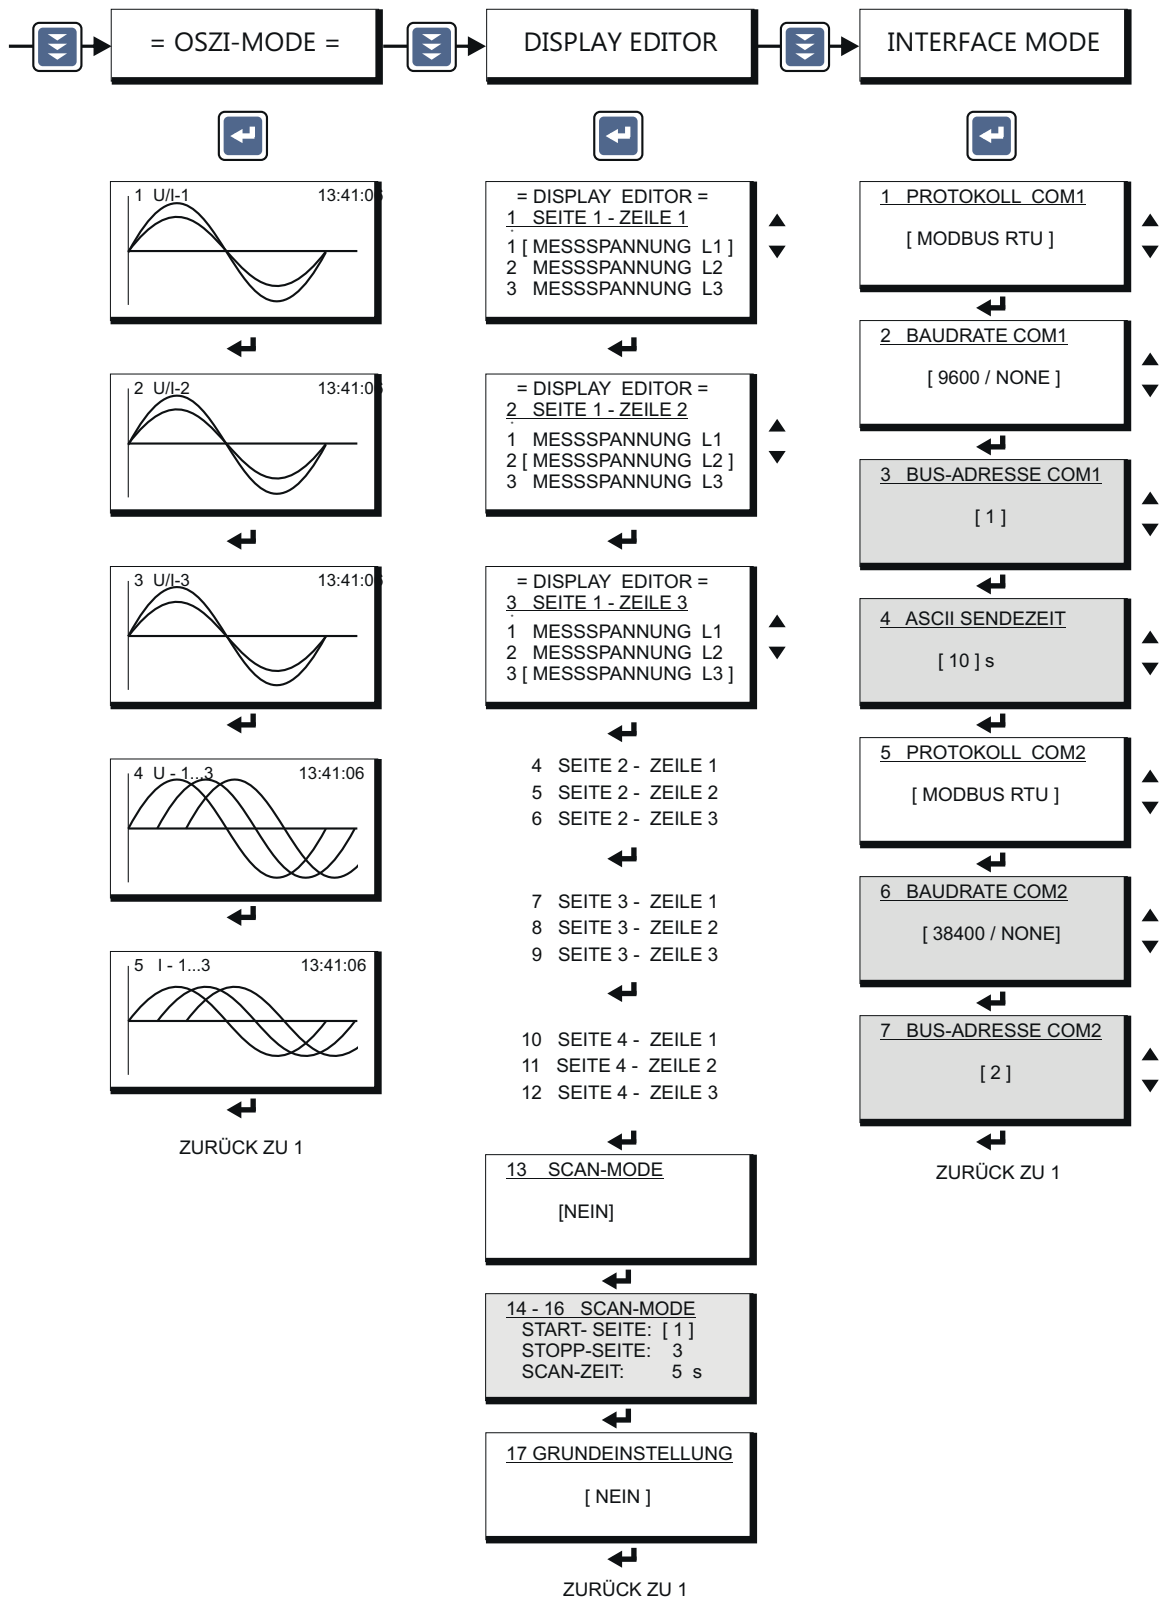 = OSZI-MODE =
DISPLAY EDITOR
INTERFACE MODE
1 U/I-1 13:41:06
2 U/I-2 13:41:06
3 U/I-3 13:41:06
4 U - 1...3 13:41:06
5 I - 1...3 13:41:06
ZURÜCK ZU 1
= DISPLAY EDITOR =
1 SEITE 1 - ZEILE 1
1 [ MESSSPANNUNG L1 ]
2 MESSSPANNUNG L2
3 MESSSPANNUNG L3
= DISPLAY EDITOR =
2 SEITE 1 - ZEILE 2
1 MESSSPANNUNG L1
2 [ MESSSPANNUNG L2 ]
3 MESSSPANNUNG L3
= DISPLAY EDITOR =
3 SEITE 1 - ZEILE 3
1 MESSSPANNUNG L1
2 MESSSPANNUNG L2
3 [ MESSSPANNUNG L3 ]
4 SEITE 2 - ZEILE 1
5 SEITE 2 - ZEILE 2
6 SEITE 2 - ZEILE 3
7 SEITE 3 - ZEILE 1
8 SEITE 3 - ZEILE 2
9 SEITE 3 - ZEILE 3
10 SEITE 4 - ZEILE 1
11 SEITE 4 - ZEILE 2
12 SEITE 4 - ZEILE 3
13 SCAN-MODE
[NEIN]
14 - 16 SCAN-MODE
START- SEITE: [ 1 ]
STOPP-SEITE: 3
SCAN-ZEIT: 5 s
17 GRUNDEINSTELLUNG
[ NEIN ]
ZURÜCK ZU 1
1 PROTOKOLL COM1
[ MODBUS RTU ]
2 BAUDRATE COM1
[ 9600 / NONE ]
3 BUS-ADRESSE COM1
[ 1 ]
4 ASCII SENDEZEIT
[ 10 ] s
5 PROTOKOLL COM2
[ MODBUS RTU ]
6 BAUDRATE COM2
[ 38400 / NONE]
7 BUS-ADRESSE COM2
[ 2 ]
ZURÜCK ZU 1